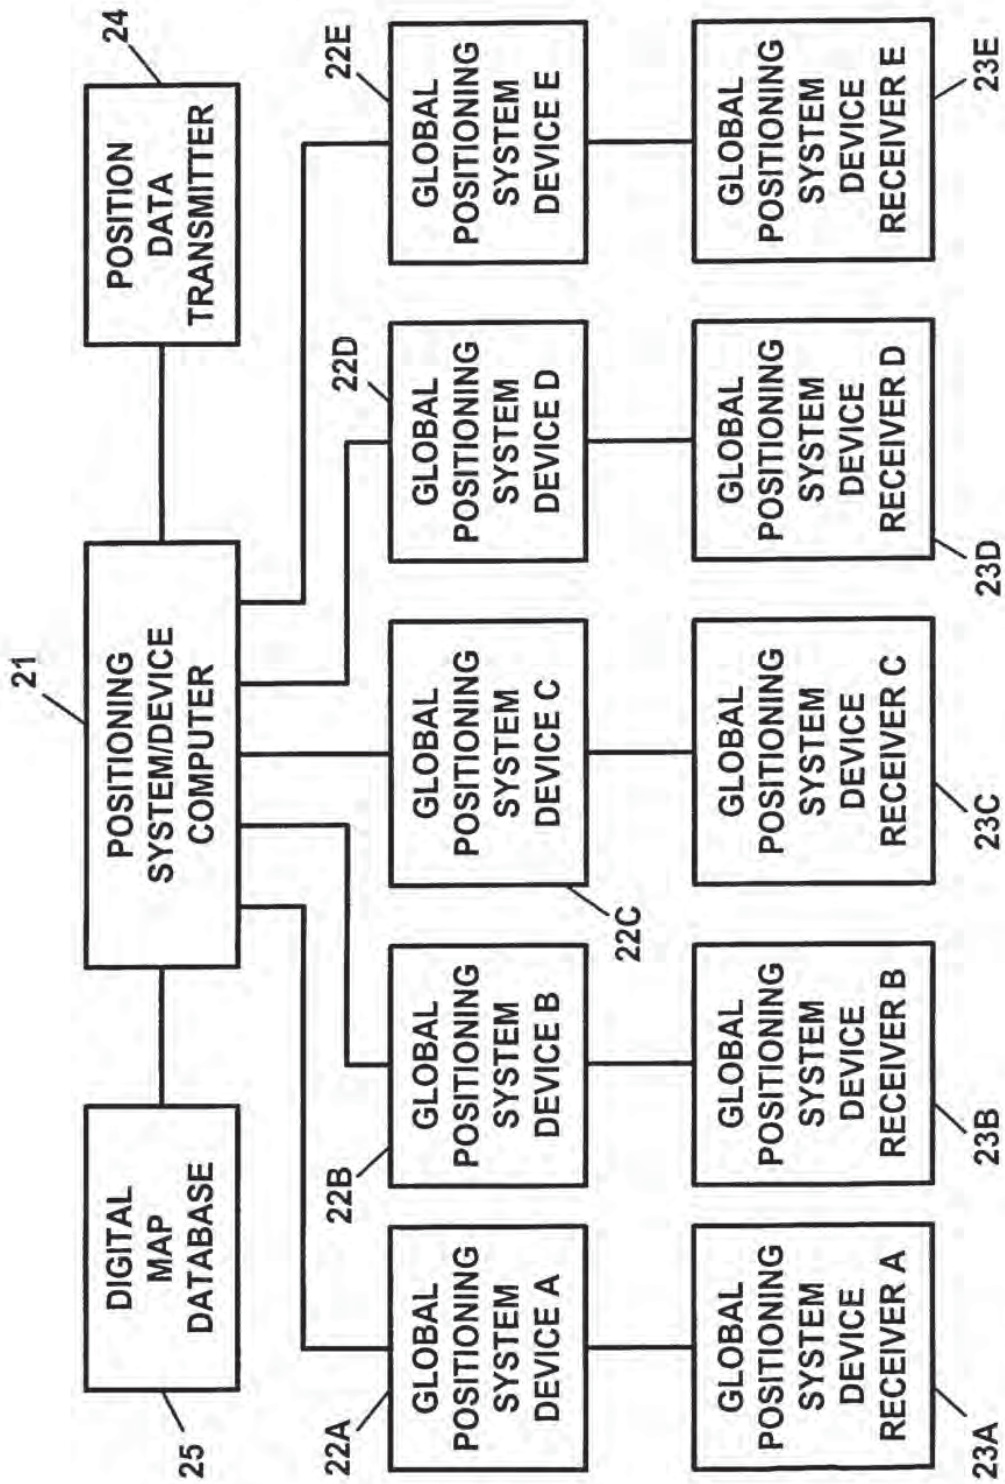 25
DIGITAL
MAP
DATABASE
21
POSITIONING
SYSTEM/DEVICE
COMPUTER
24
POSITION
DATA
TRANSMITTER
22A
GLOBAL
POSITIONING
SYSTEM
DEVICE A
22B
GLOBAL
POSITIONING
SYSTEM
DEVICE B
22C
GLOBAL
POSITIONING
SYSTEM
DEVICE C
22D
GLOBAL
POSITIONING
SYSTEM
DEVICE D
22E
GLOBAL
POSITIONING
SYSTEM
DEVICE E
GLOBAL
POSITIONING
SYSTEM
DEVICE
RECEIVER A
23A
GLOBAL
POSITIONING
SYSTEM
DEVICE
RECEIVER B
23B
GLOBAL
POSITIONING
SYSTEM
DEVICE
RECEIVER C
23C
GLOBAL
POSITIONING
SYSTEM
DEVICE
RECEIVER D
23D
GLOBAL
POSITIONING
SYSTEM
DEVICE
RECEIVER E
23E